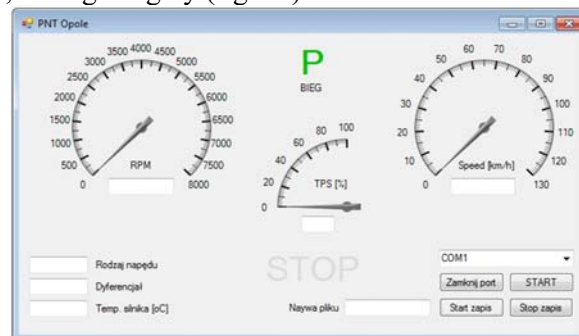 PNT Opole
0 500 1000 1500 2000 2500 3000 3500 4000 4500 5000 5500 6000 6500 7000 7500 8000
RPM
P
BIEG
0 20 40 60 80 100
TPS [%]
0 10 20 30 40 50 60 70 80 90 100 110 120 130
Speed [km/h]
Rodzaj napędu
Dyferencjał
Temp. silnika [oC]
STOP
Naywa pliku
COM1
Zamknij port START
Start zapis Stop zapis